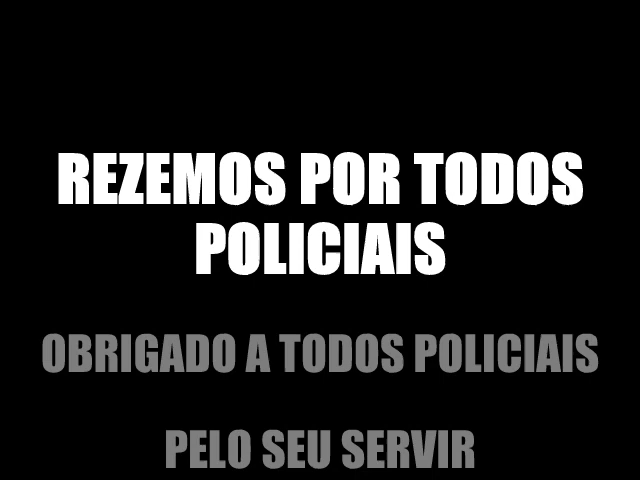 REZEMOS POR TODOS
POLICIAIS
OBRIGADO A TODOS POLICIAIS
PELO SEU SERVIR